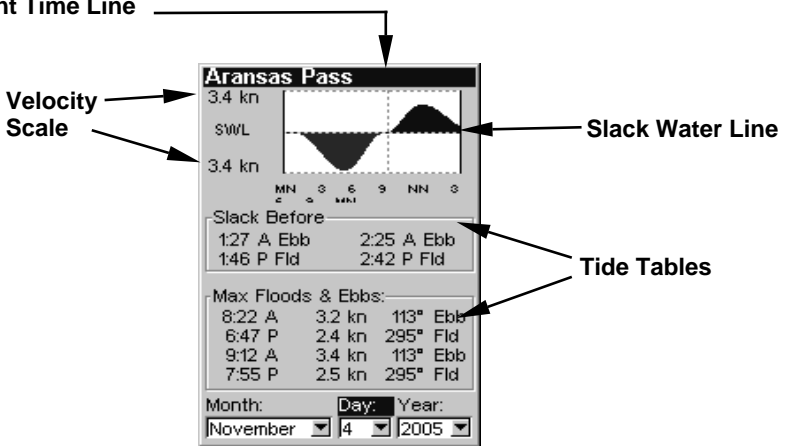 nt Time Line
Aransas Pass
Velocity
Scale
3.4 kn
SWL
3.4 kn
Slack Water Line
MN 3 6 9 NN 3
Slack Before
1:27 A Ebb 2:25 A Ebb
1:46 P Fld 2:42 P Fld
Tide Tables
Max Floods & Ebbs:
8:22 A 3.2 kn 113° Ebb
6:47 P 2.4 kn 295° Fld
9:12 A 3.4 kn 113° Ebb
7:55 P 2.5 kn 295° Fld
Month: Day: Year:
November 4 2005